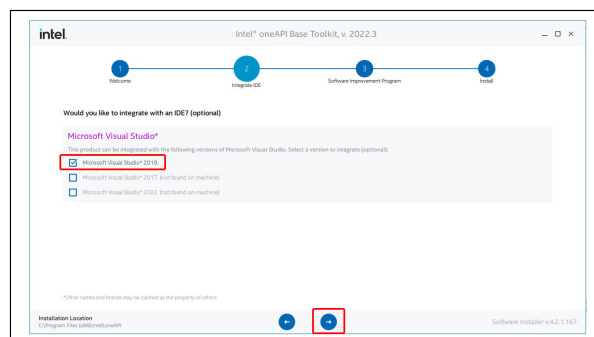 intel.
Intel® oneAPI Base Toolkit, v. 2022.3
1
2
3
4
Welcome
Integrate IDE
Software Improvement Program
Install
Would you like to integrate with an IDE? (optional)
Microsoft Visual Studio*
This product can be integrated with the following versions of Microsoft Visual Studio. Select a version to integrate (optional):
Microsoft Visual Studio* 2019.
Microsoft Visual Studio* 2017. (not found on machine)
Microsoft Visual Studio* 2022. (not found on machine)
*Other names and brands may be claimed as the property of others
Installation Location
C:\Program Files (x86)\Intel\oneAPI
Software Installer v.4.2.1.167